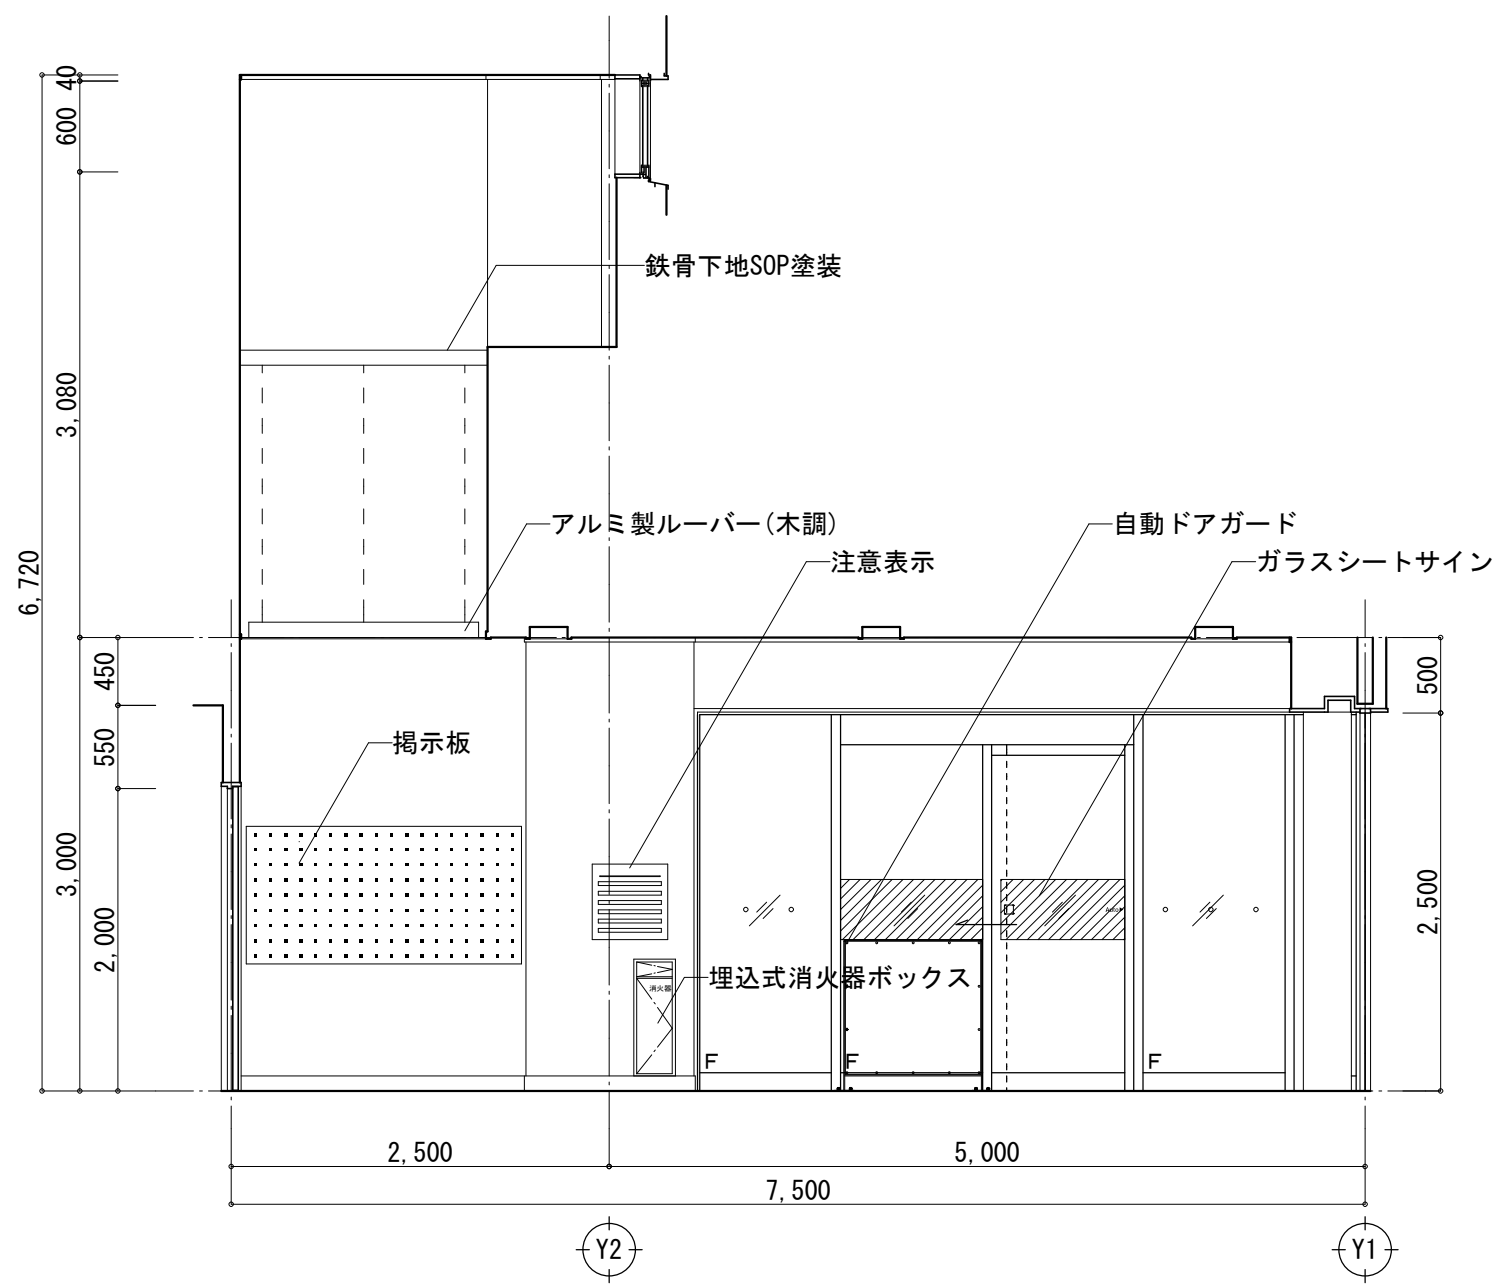 40
600
鉄骨下地SOP塗装
3,080
6,720
アルミ製ルーバー(木調)
自動ドアガード
注意表示
ガラスシートサイン
450
500
550
掲示板
3,000
2,000
2,500
Auto
埋込式消火器ボックス
消火器
F
F
F
2,500
5,000
7,500
Y2
Y1